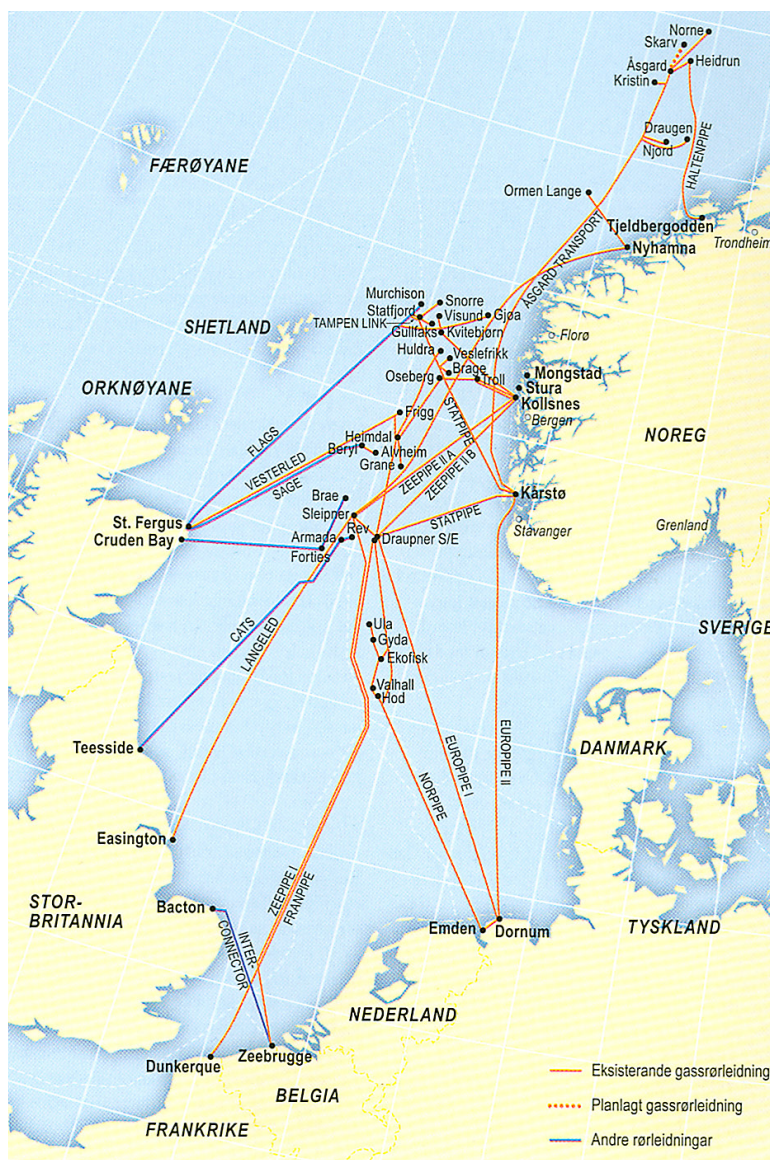 Norne
Skarv
Åsgard
Heidrun
Kristin
Draugen
Njord
HALTENPIPE
FÆRØYANE
Ormen Lange
Tjeldbergodden
Trondheim
Nyhamna
ÅSGARD TRANSPORT
Murchison
Snorre
Statfjord
Visund
Gjøa
TAMPEN LINK
SHETLAND
Gullfaks
Kvitebjørn
Florø
Huldra
Veslefrikk
Brage
Oseberg
Troll
Mongstad
Stura
Kollsnes
Bergen
ORKNØYANE
Frigg
STATPIPE
NOREG
FLAGS
VESTERLED
SAGE
Heimdal
Beryl
Alvheim
Grane
ZEEPIPE II A
ZEEPIPE II B
Brae
Kårstø
Sleipner
St. Fergus
Cruden Bay
Rev
Armada
Draupner S/E
Forties
STATPIPE
Stavanger
Grenland
CATS
LANGELED
Ula
Gyda
Ekofisk
Valhall
Hod
SVERIGE
Teesside
EUROPIPE I
EUROPIPE II
DANMARK
NORPIPE
Easington
ZEEPIPE I
FRANPIPE
STOR-
BRITANNIA
Bacton
INTER-
CONNECTOR
Emden
Dornum
TYSKLAND
NEDERLAND
Zeebrugge
Dunkerque
BELGIA
FRANKRIKE
Eksisterande gassrørleidning
Planlagt gassrørleidning
Andre rørleidningar